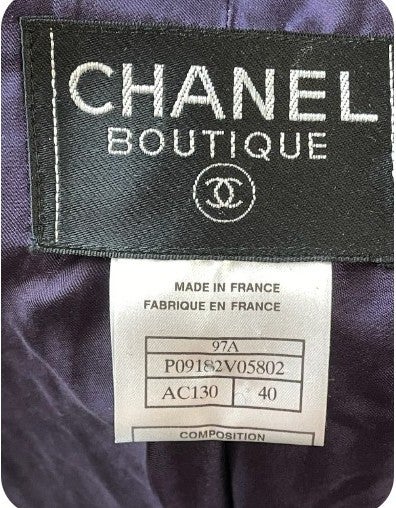 CHANEL
BOUTIQUE
MADE IN FRANCE
FABRIQUE EN FRANCE
97A
P09182V05802
AC130 40
COMPOSITION